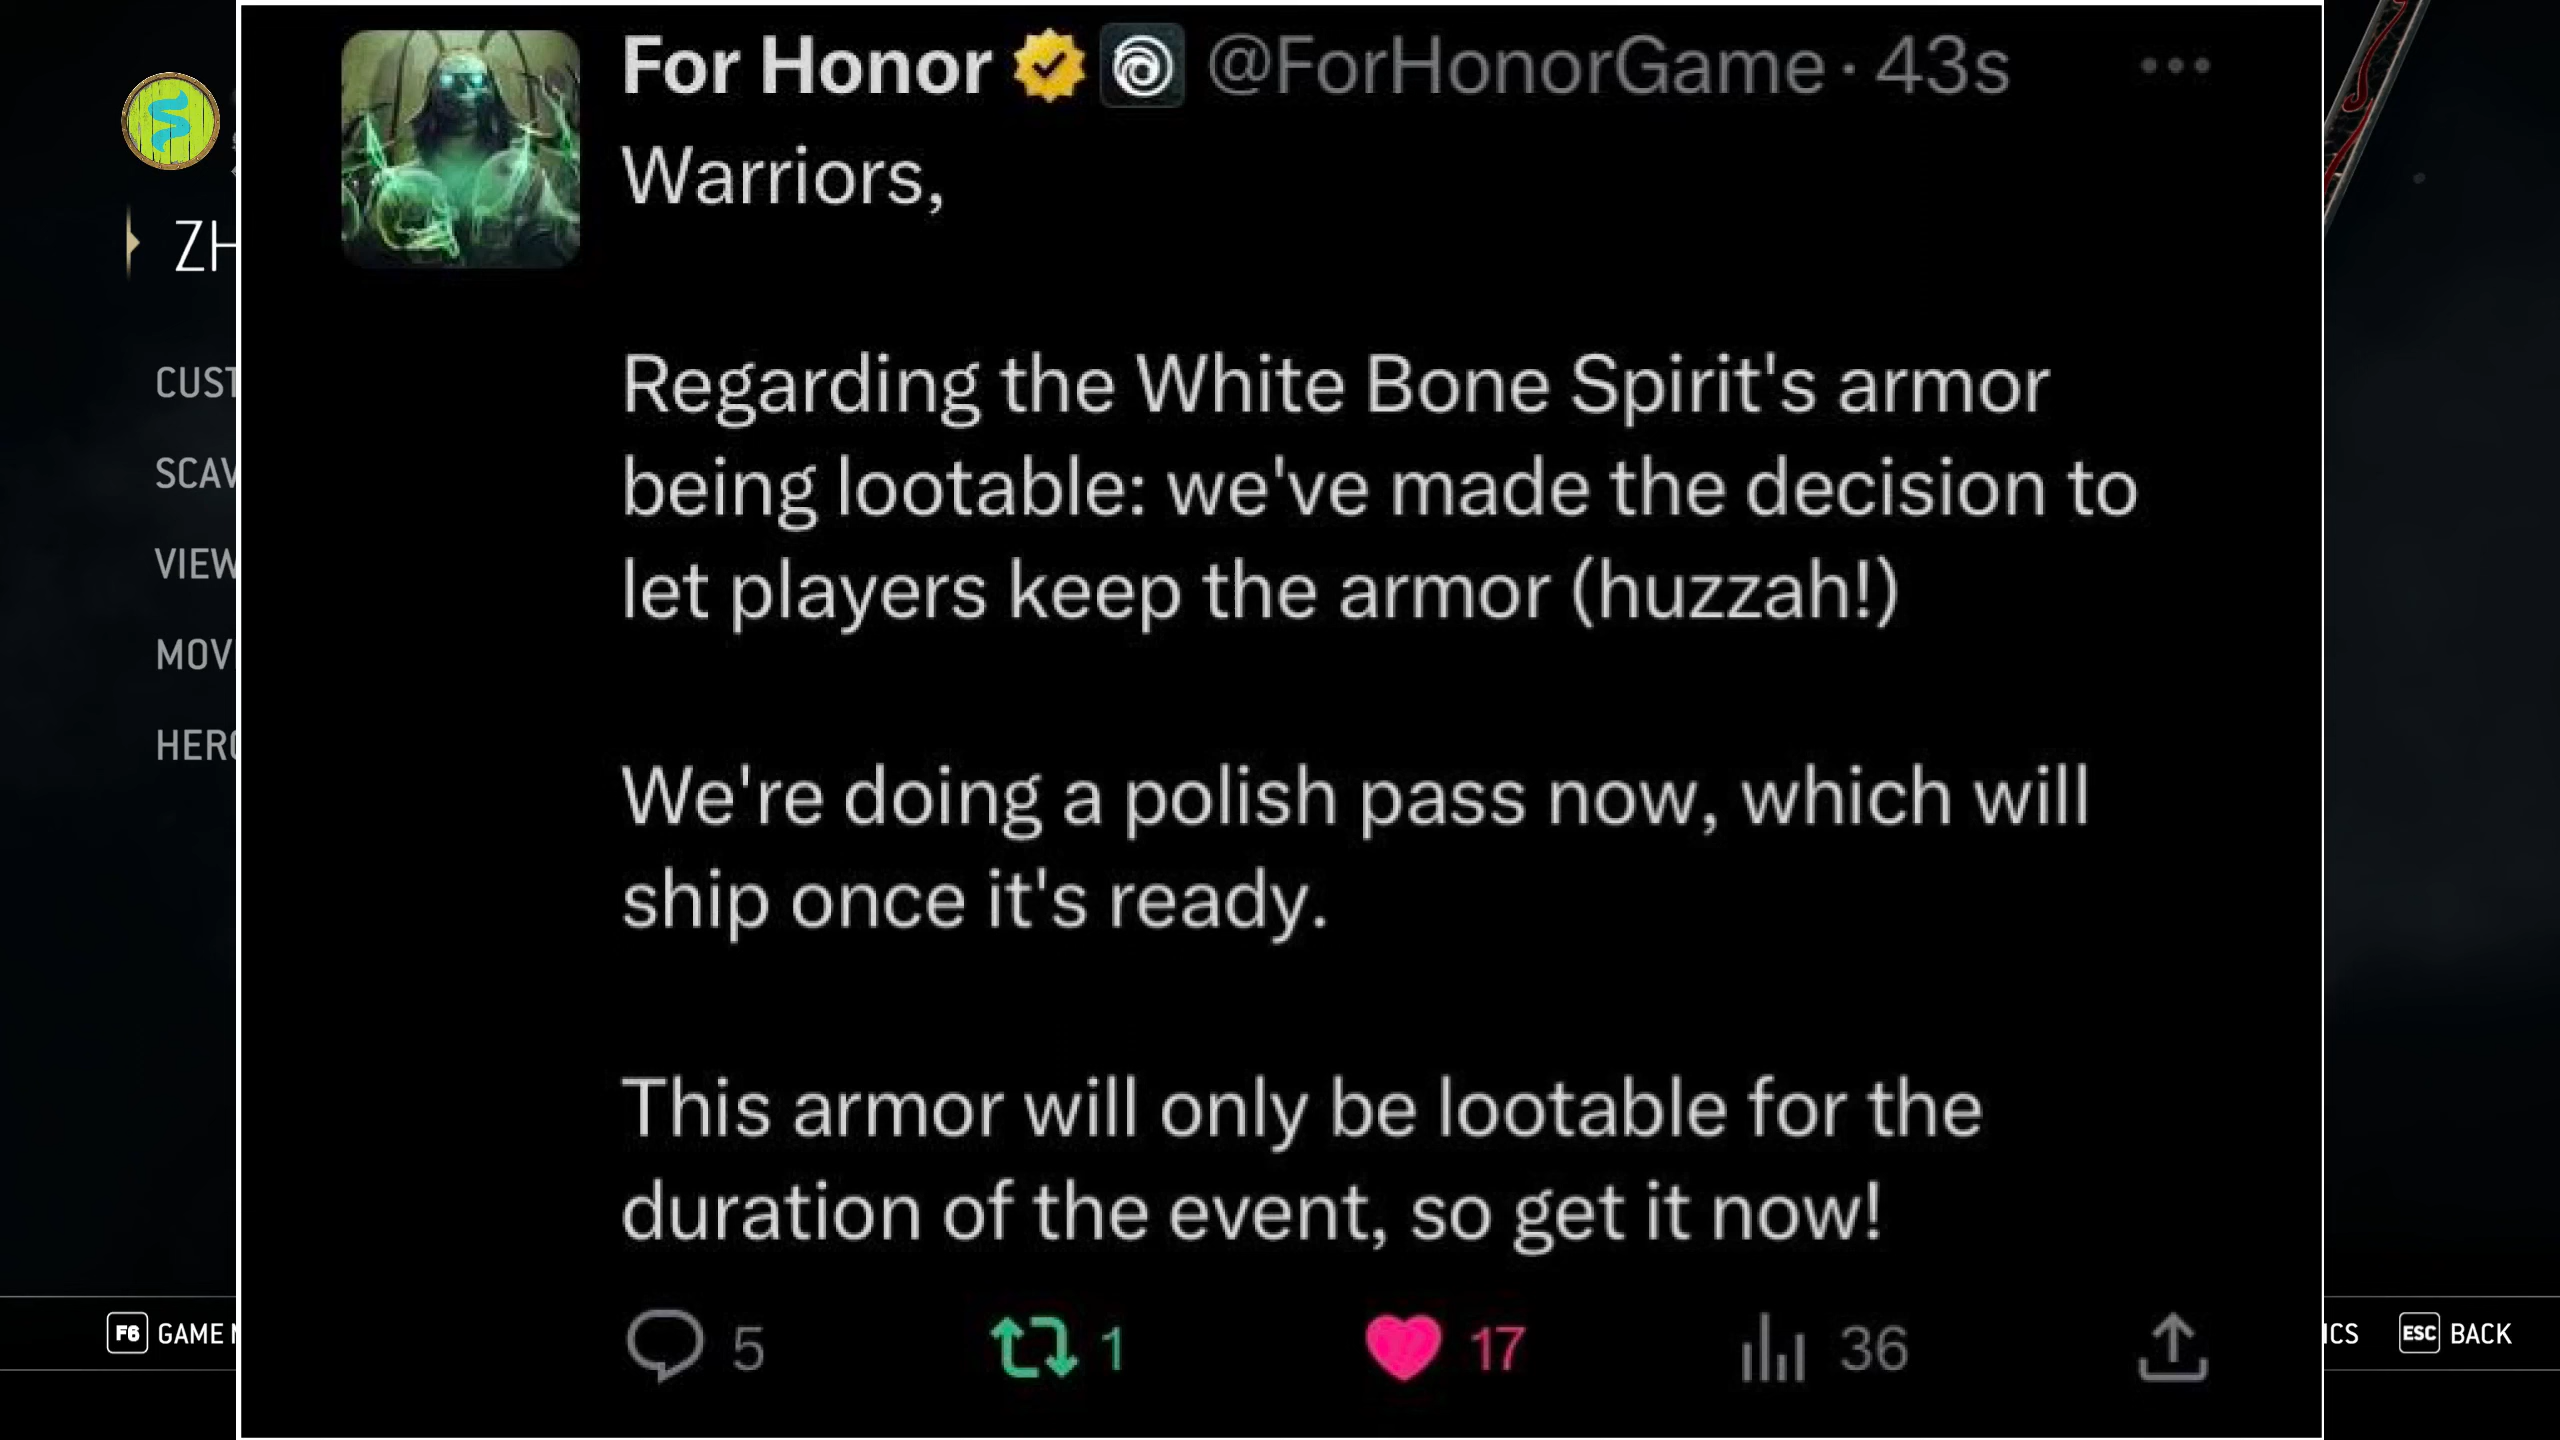 For Honor @ForHonorGame · 43s
Warriors,
Regarding the White Bone Spirit's armor
being lootable: we've made the decision to
let players keep the armor (huzzah!)
We're doing a polish pass now, which will
ship once it's ready.
This armor will only be lootable for the
duration of the event, so get it now!
5 1 17 36
ZH
CUST
SCAV
VIEW
MOV
HERO
F6 GAME
ICS ESC BACK